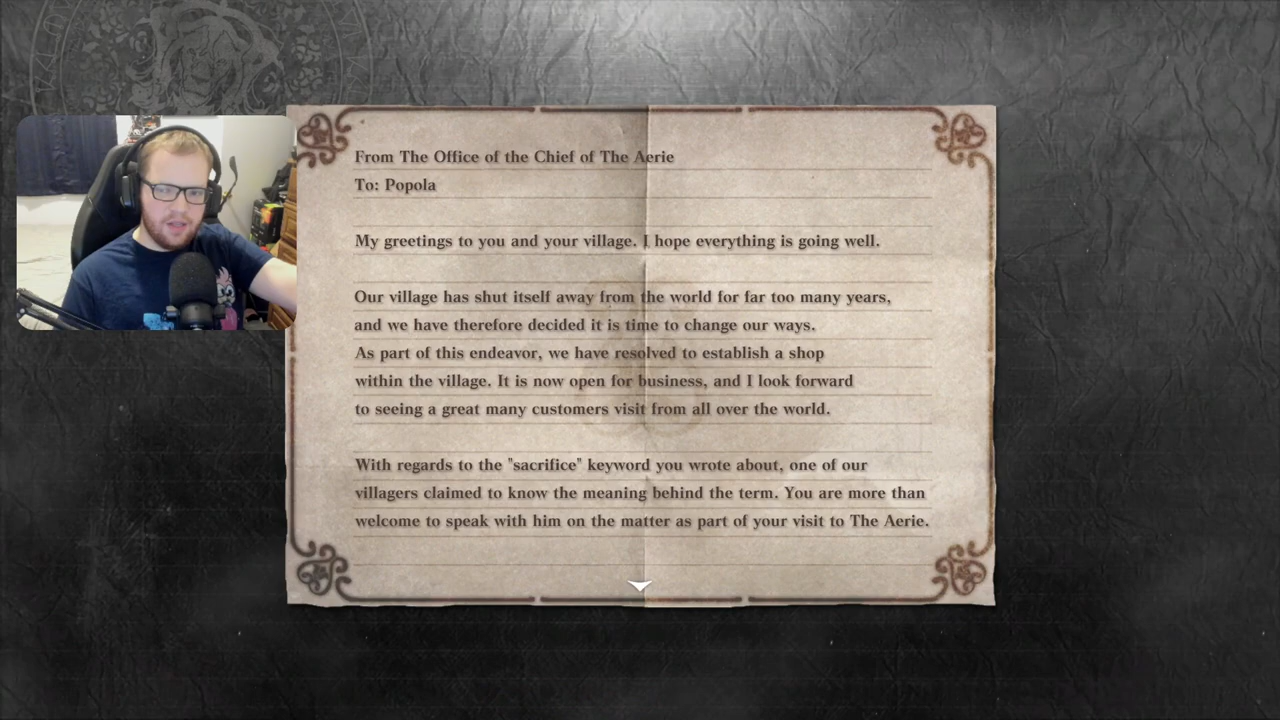 From The Office of the Chief of The Aerie
To: Popola
My greetings to you and your village. I hope everything is going well.
Our village has shut itself away from the world for far too many years,
and we have therefore decided it is time to change our ways.
As part of this endeavor, we have resolved to establish a shop
within the village. It is now open for business, and I look forward
to seeing a great many customers visit from all over the world.
With regards to the "sacrifice" keyword you wrote about, one of our
villagers claimed to know the meaning behind the term. You are more than
welcome to speak with him on the matter as part of your visit to The Aerie.